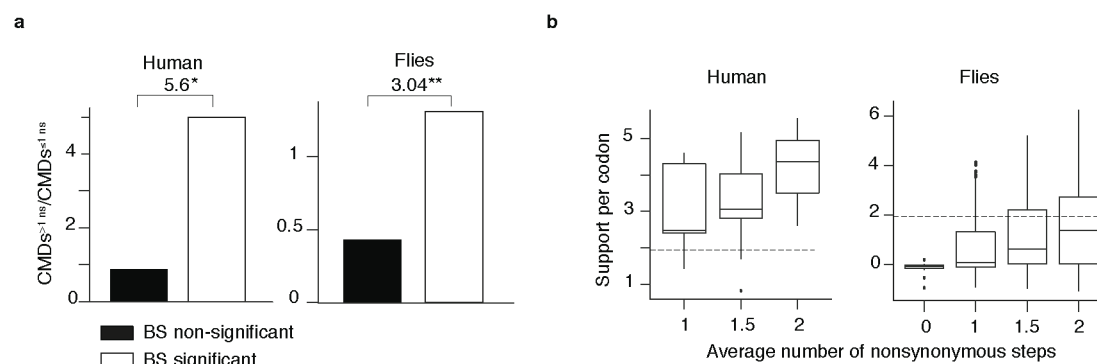 a
Human
5.6*
Flies
3.04**
CMDs>1 ns/CMDs≤1 ns
4
2
0
1
0.5
0
BS non-significant
BS significant
b
Human
Flies
Support per codon
5
3
1
1
1.5
2
6
4
2
0
0
1
1.5
2
Average number of nonsynonymous steps